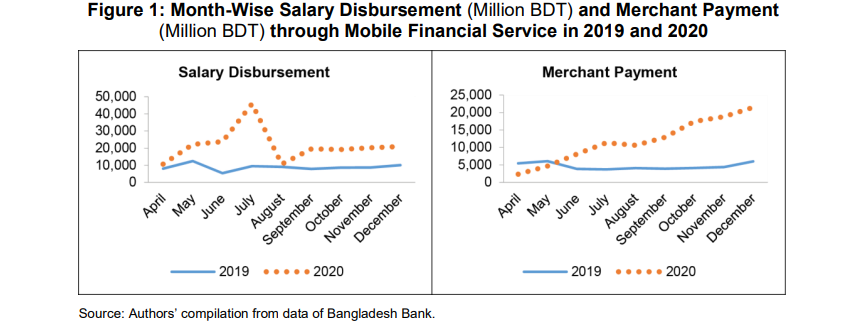 Figure 1: Month-Wise Salary Disbursement (Million BDT) and Merchant Payment
(Million BDT) through Mobile Financial Service in 2019 and 2020
Salary Disbursement
50,000
40,000
30,000
20,000
10,000
0
April
May
June
July
August
September
October
November
December
2019
2020
Merchant Payment
25,000
20,000
15,000
10,000
5,000
0
April
May
June
July
August
September
October
November
December
2019
2020
Source: Authors’ compilation from data of Bangladesh Bank.